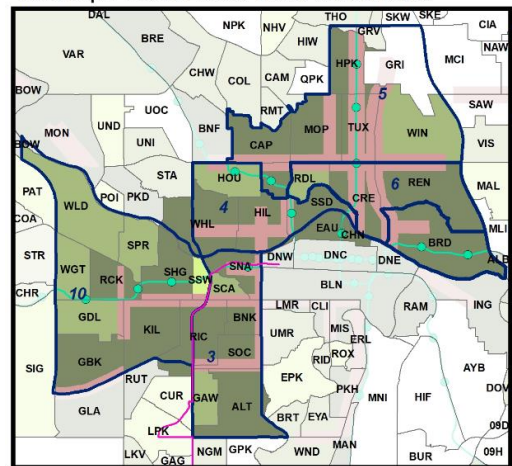 DAL
NPK
NHV
THO
SKW
SKE
CIA
BRE
HIW
GRV
NAW
VAR
HPK
MCI
CHW
COL
CAM
QPK
GRI
5
BOW
UOC
RMT
SAW
UND
BNF
MOP
TUX
WIN
MON
CAP
VIS
BOW
UNI
STA
HOU
RDL
6
REN
MAL
PAT
WLD
POI
PKD
4
HIL
SSD
CRE
COA
WHL
MLI
SPR
EAU
CHN
BRD
ALB
STR
WGT
SHG
SNA
DNW
DNC
DNE
RCK
SSW
SCA
BLN
CHR
10
GDL
LMR
CLI
RAM
ING
KIL
BNK
UMR
MIS
ERL
RIC
SOC
RID
ROX
SIG
GBK
3
AYB
RUT
EPK
PKH
MNI
HIF
DOV
GLA
CUR
GAW
ALT
BRT
EYA
LPK
09D
LKV
GAG
NGM
GPK
WND
MAN
BUR
09H